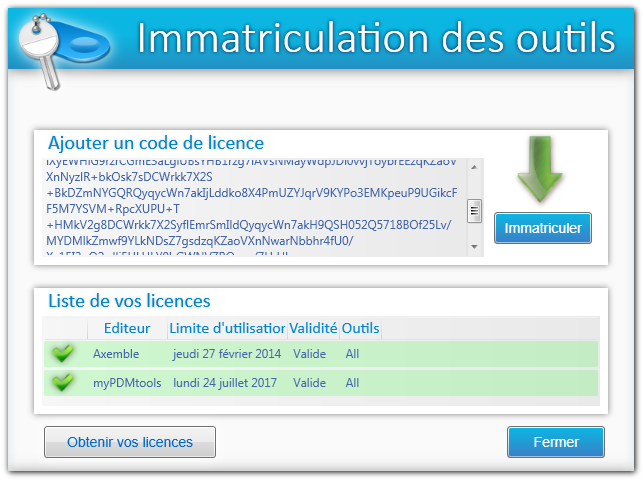 Immatriculation des outils
Ajouter un code de licence
XnNyzlR+bkOsk7sDCWrkk7X2S
+BkDZmNYGQRQyqycWn7akIjLddko8X4PmUZYJqrV9KYPo3EMKpeuP9UGikcF
F5M7YSVM+RpcXUPU+T
+HMkV2g8DCWrkk7X2SyflEmrSmIldQyqycWn7akH9QSH052Q5718BOf25Lv/
MYDMlkZmwf9YLkNDsZ7gsdzqKZaoVXnNwarNbbhr4fU0/
Immatriculer
Liste de vos licences
Editeur Limite d'utilisation Validité Outils
Axemble jeudi 27 février 2014 Valide All
myPDMtools lundi 24 juillet 2017 Valide All
Obtenir vos licences Fermer